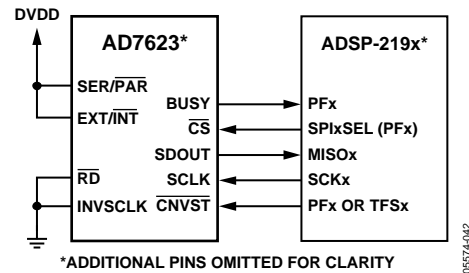 DVDD
AD7623*
ADSP-219x*
SER/PAR
BUSY
PFx
EXT/INT
CS
SPIxSEL (PFx)
SDOUT
MISOx
RD
SCLK
SCKx
INVSCLK
CNVST
PFx OR TFSx
*ADDITIONAL PINS OMITTED FOR CLARITY
05574-042